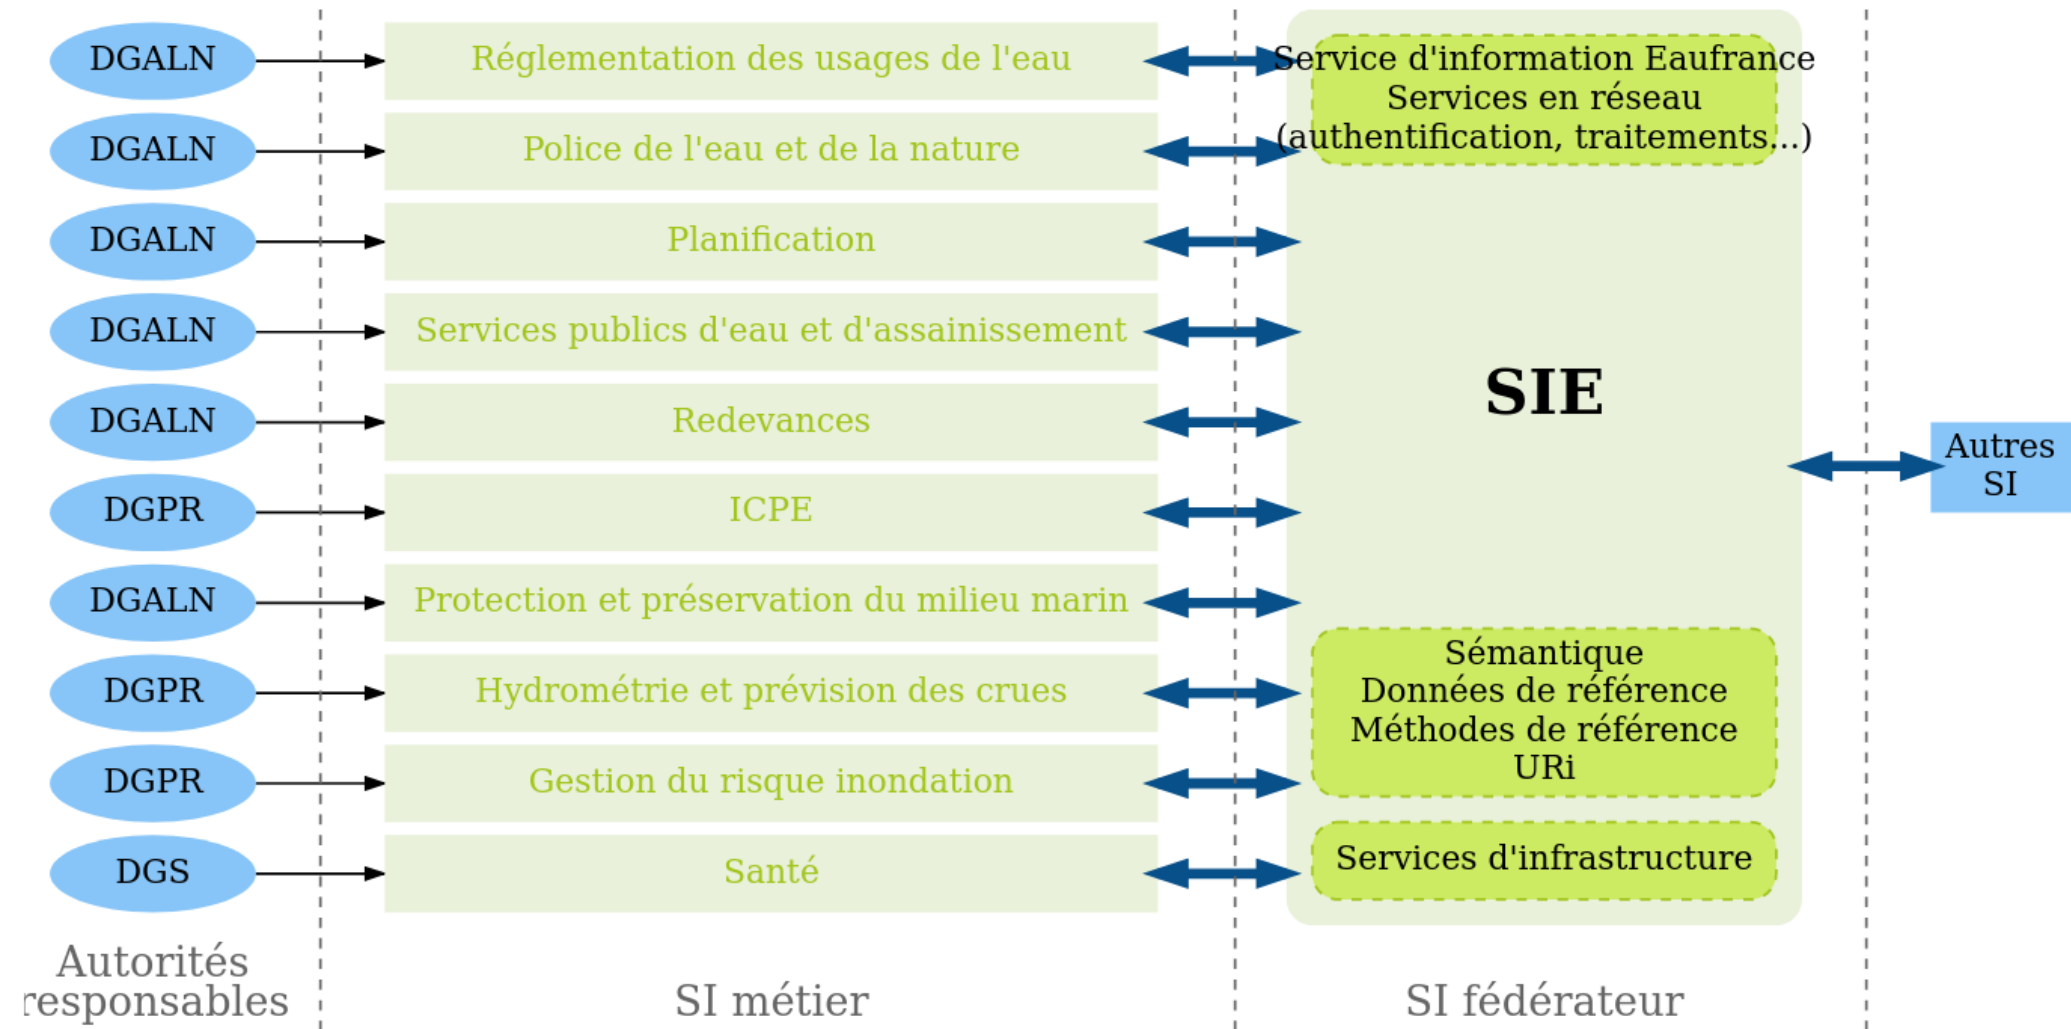 DGALN
Réglementation des usages de l'eau
DGALN
Police de l'eau et de la nature
DGALN
Planification
DGALN
Services publics d'eau et d'assainissement
DGALN
Redevances
DGPR
ICPE
DGALN
Protection et préservation du milieu marin
DGPR
Hydrométrie et prévision des crues
DGPR
Gestion du risque inondation
DGS
Santé
Service d'information Eaufrance
Services en réseau
(authentification, traitements...)
SIE
Sémantique
Données de référence
Méthodes de référence
URi
Services d'infrastructure
Autres
SI
Autorités
responsables
SI métier
SI fédérateur